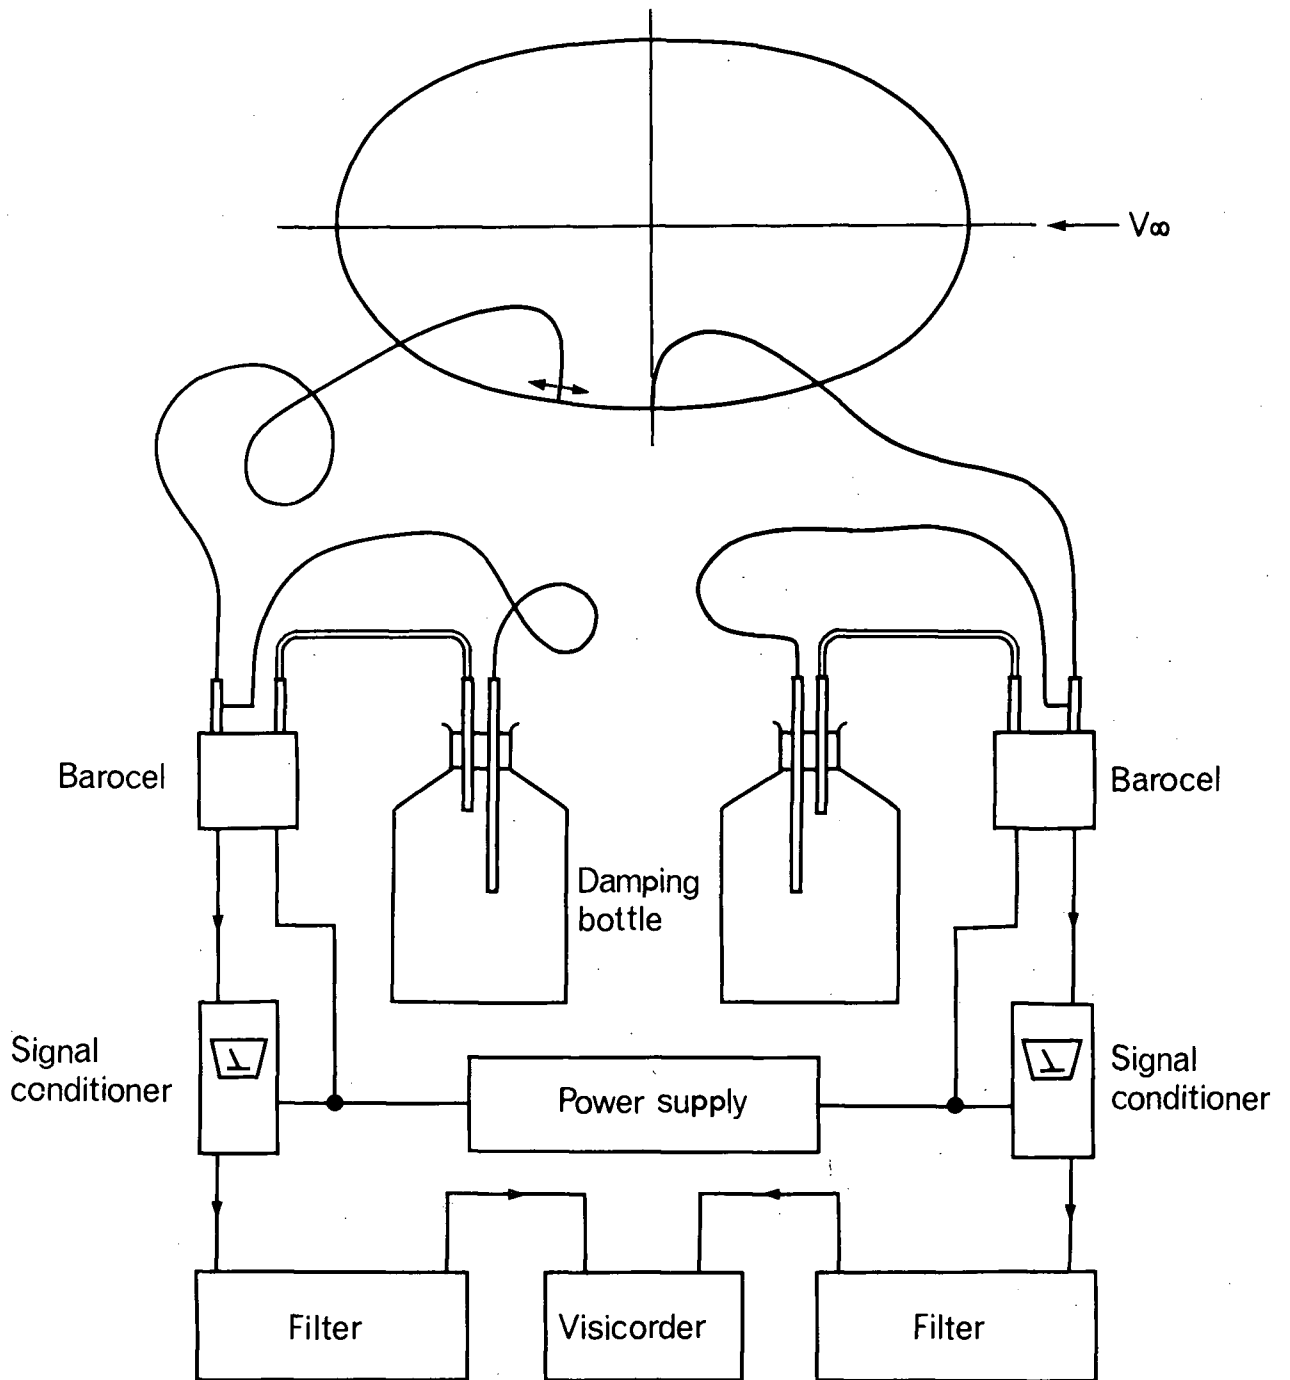 V∞
Barocel
Barocel
Damping
bottle
Signal
conditioner
Power supply
Signal
conditioner
Filter
Visicorder
Filter